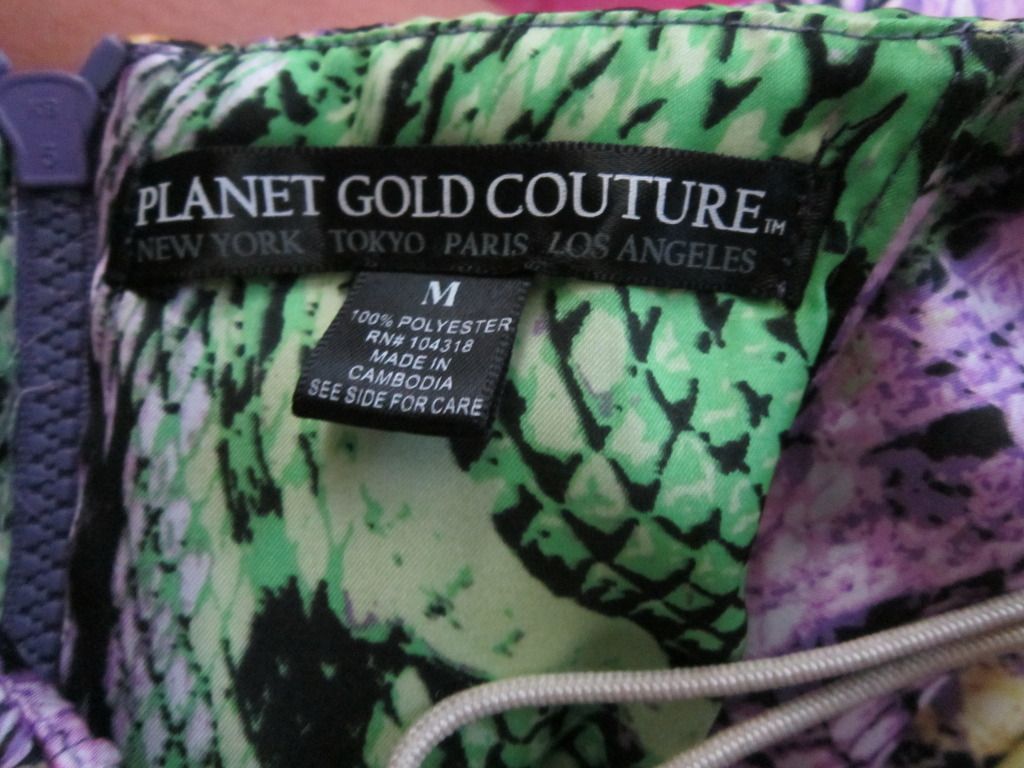 PLANET GOLD COUTURE™
NEW YORK TOKYO PARIS LOS ANGELES
M
100% POLYESTER
RN# 104318
MADE IN
CAMBODIA
SEE SIDE FOR CARE